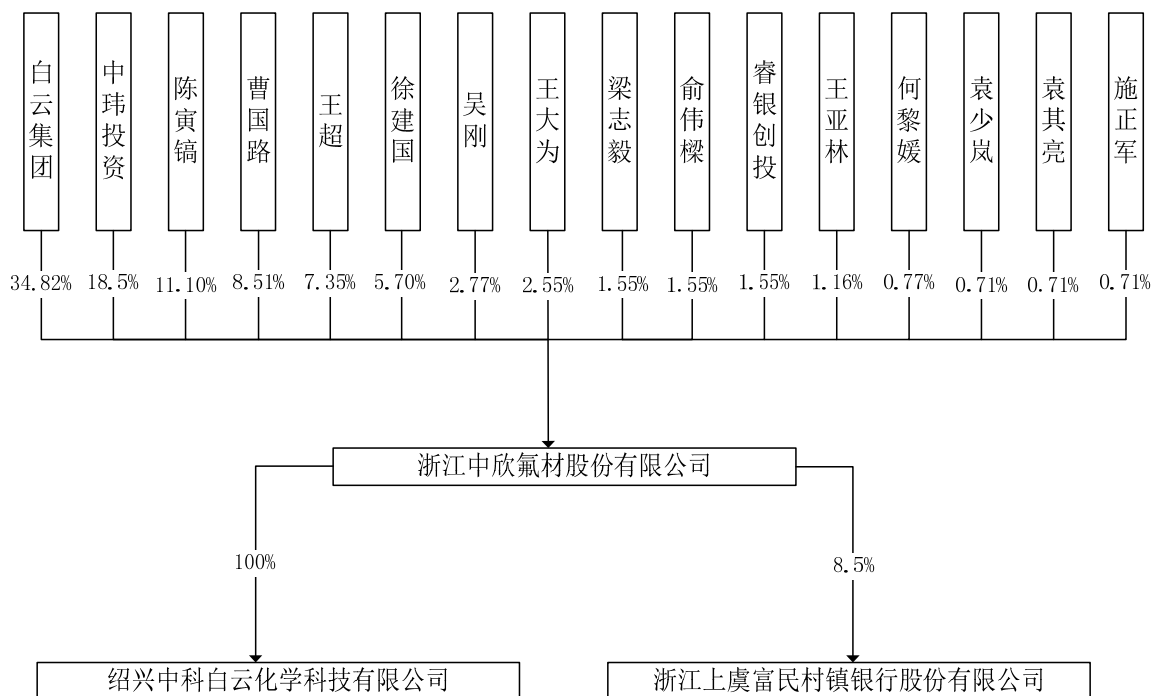 白云集团
中玮投资
陈寅镐
曹国路
王超
徐建国
吴刚
王大为
梁志毅
俞伟樑
睿银创投
王亚林
何黎媛
袁少岚
袁其亮
施正军
34.82%
18.5%
11.10%
8.51%
7.35%
5.70%
2.77%
2.55%
1.55%
1.55%
1.55%
1.16%
0.77%
0.71%
0.71%
0.71%
浙江中欣氟材股份有限公司
100%
8.5%
绍兴中科白云化学科技有限公司
浙江上虞富民村镇银行股份有限公司